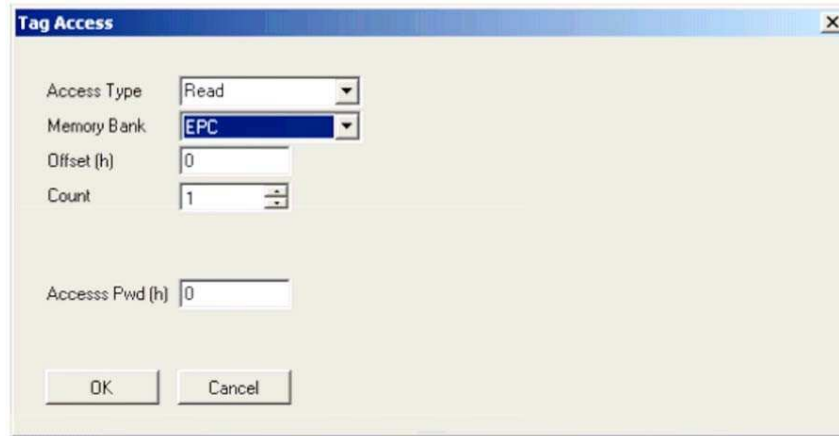 Tag Access
Access Type Read
Memory Bank EPC
Offset (h) 0
Count 1
Accesss Pwd (h) 0
OK Cancel